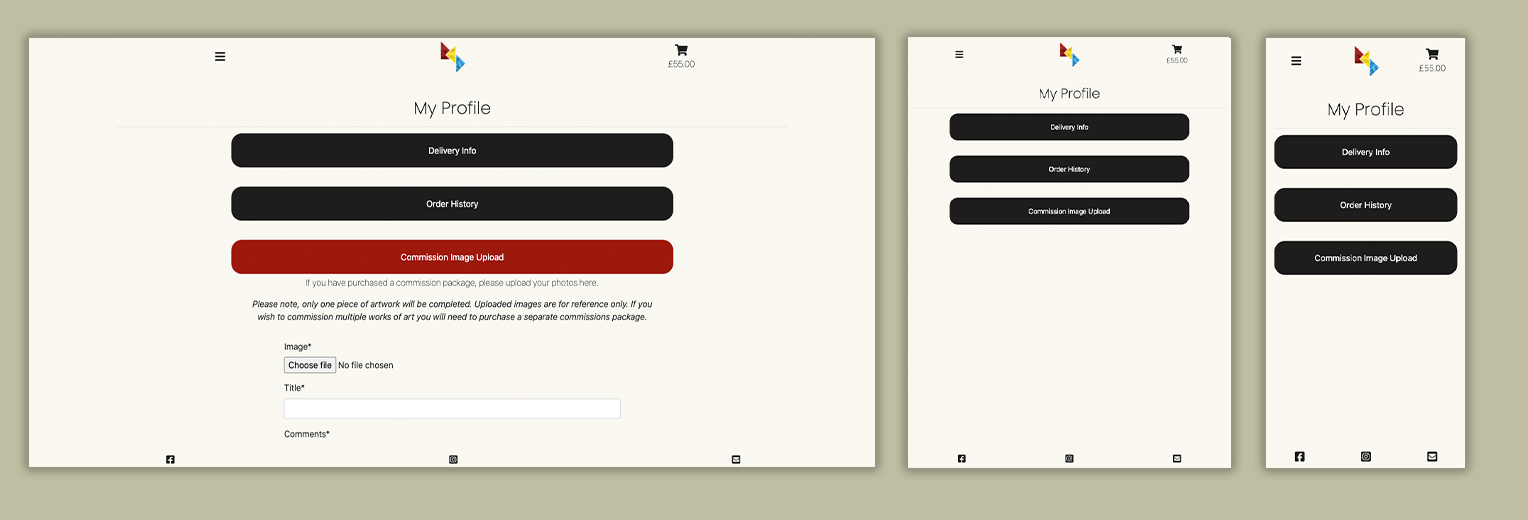 £55.00
My Profile
Delivery Info
Order History
Commission Image Upload
If you have purchased a commission package, please upload your photos here.
Please note, only one piece of artwork will be completed. Uploaded images are for reference only. If you
wish to commission multiple works of art you will need to purchase a separate commissions package.
Image*
Choose file No file chosen
Title*
Comments*
£55.00
My Profile
Delivery Info
Order History
Commission Image Upload
£55.00
My Profile
Delivery Info
Order History
Commission Image Upload